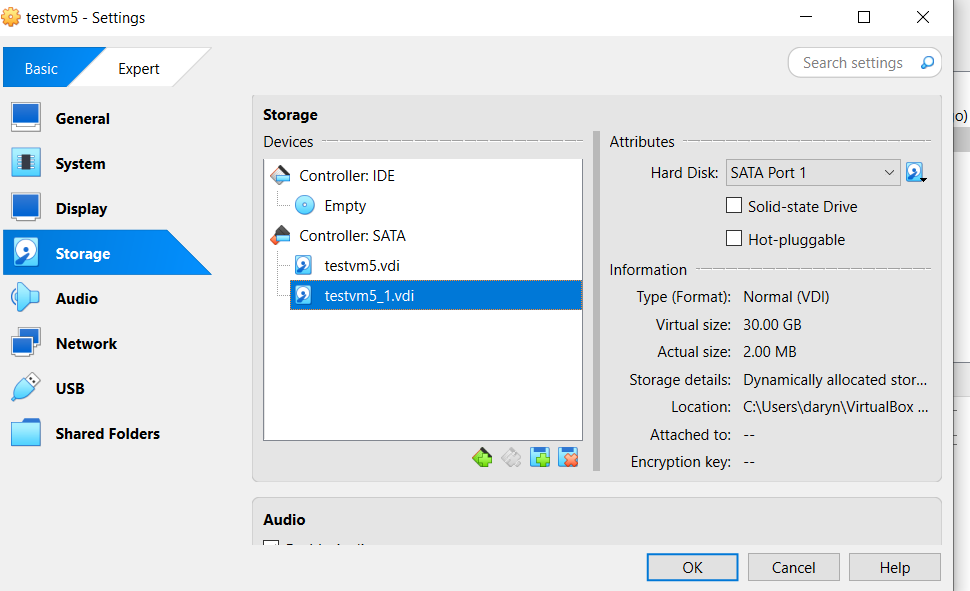 testvm5 - Settings
Basic
Expert
Search settings
General
System
Display
Storage
Audio
Network
USB
Shared Folders
Storage
Devices
Controller: IDE
Empty
Controller: SATA
testvm5.vdi
testvm5_1.vdi
Attributes
Hard Disk: SATA Port 1
Solid-state Drive
Hot-pluggable
Information
Type (Format): Normal (VDI)
Virtual size: 30.00 GB
Actual size: 2.00 MB
Storage details: Dynamically allocated stor...
Location: C:\Users\daryn\VirtualBox ...
Attached to: --
Encryption key: --
Audio
OK
Cancel
Help
o)